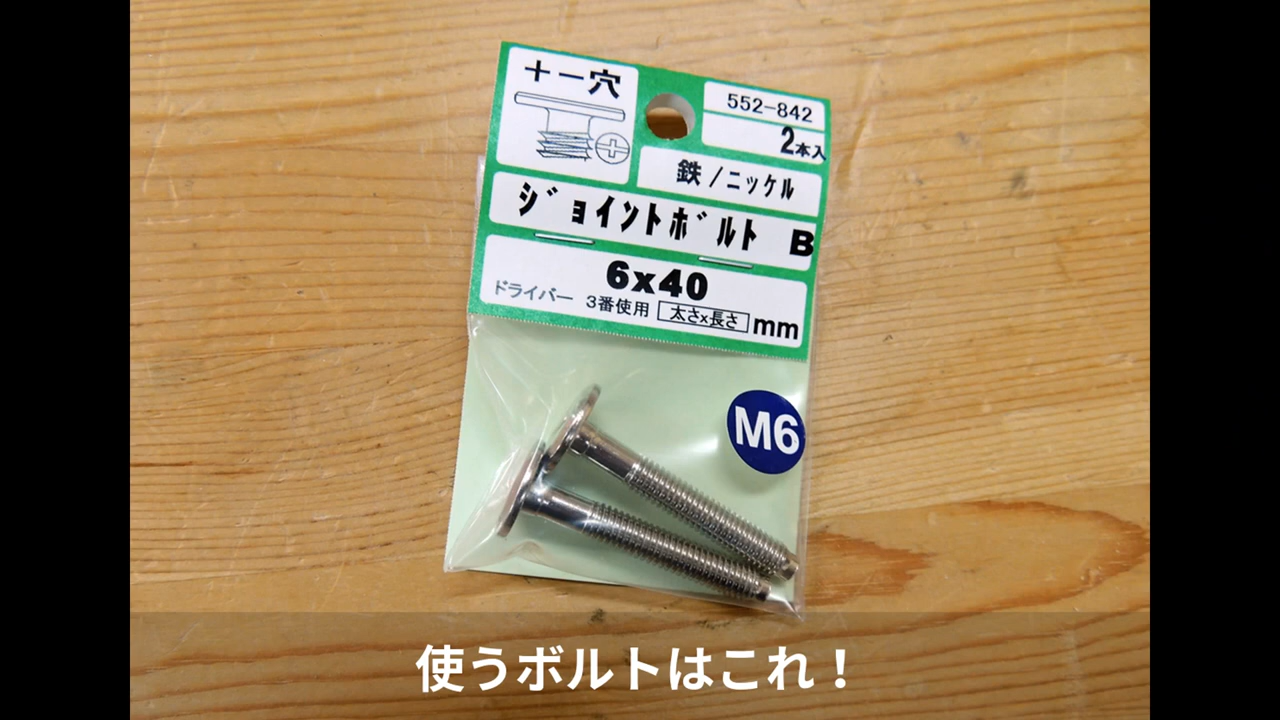 十一穴
552-842
2本入
鉄/ニッケル
ジョイントボルト B
6x40
ドライバー 3番使用 太さx長さ mm
M6
使うボルトはこれ！